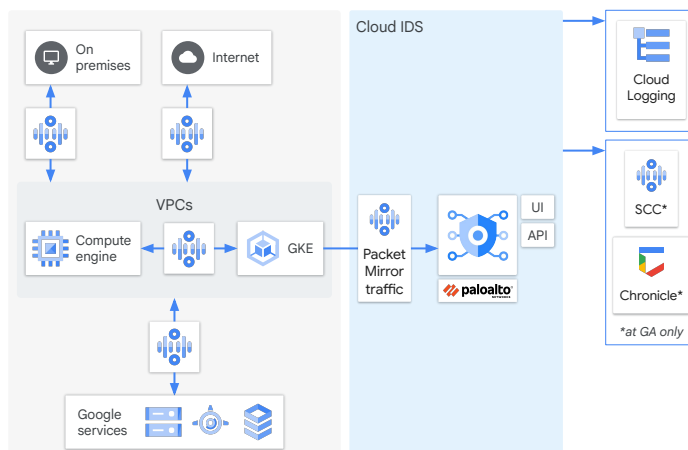 On
premises
Internet
VPCs
Compute
engine
GKE
Google
services
Cloud IDS
Packet
Mirror
traffic
UI
API
paloalto
NETWORKS
Cloud
Logging
SCC*
Chronicle*
*at GA only